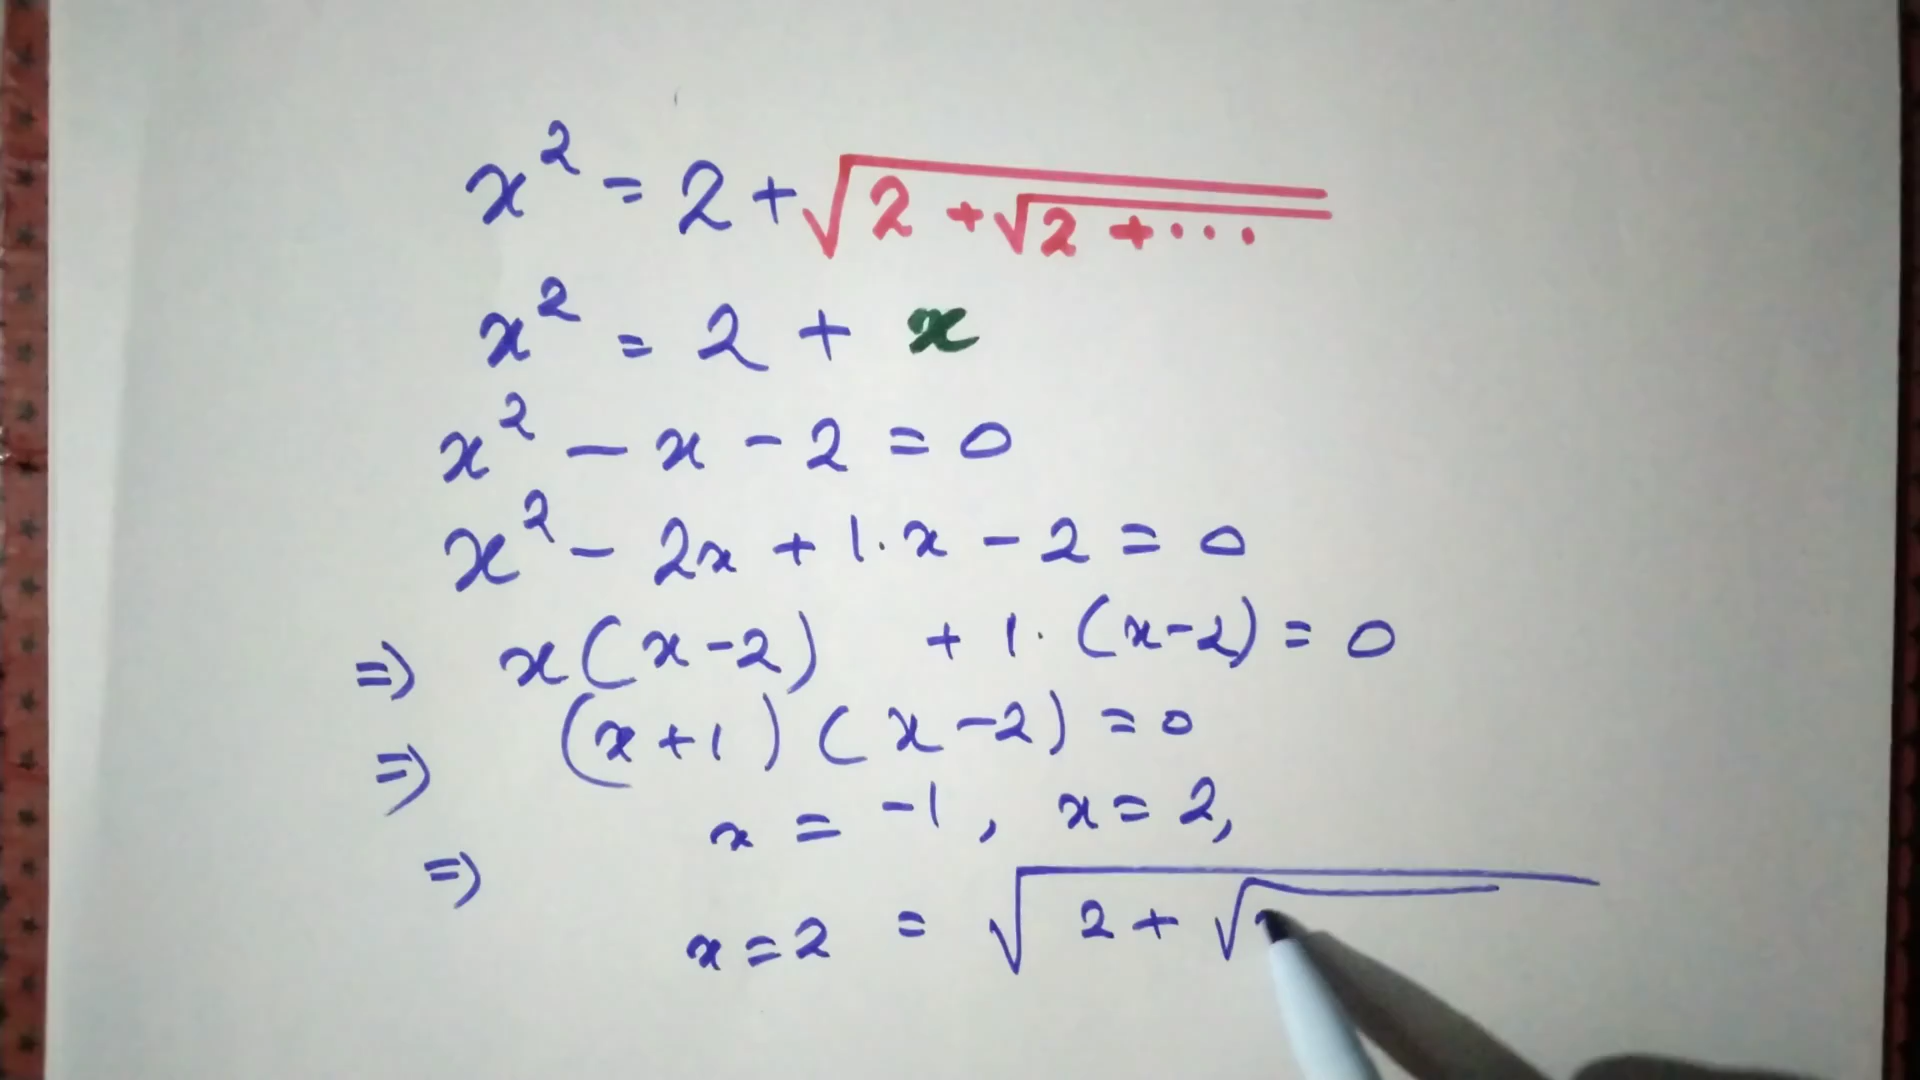 x² = 2 + √(2 + √(2 + ...
x² = 2 + x
x² - x - 2 = 0
x² - 2x + 1·x - 2 = 0
⇒ x(x-2) + 1·(x-2) = 0
⇒ (x+1)(x-2) = 0
⇒ x = -1, x = 2,
x = 2 = √(2 + √